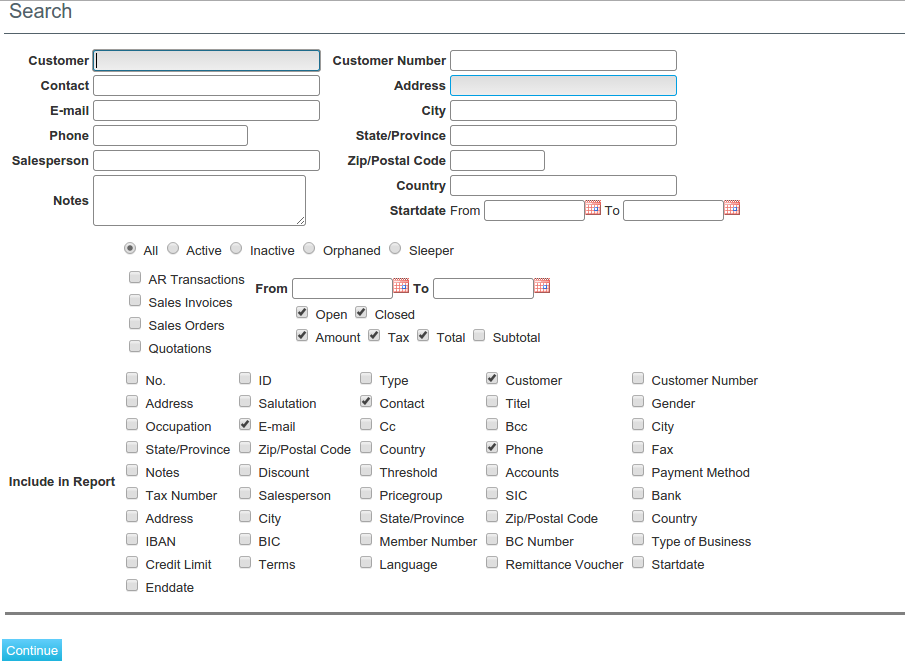 Search
Customer Customer Number
Contact Address
E-mail City
Phone State/Province
Salesperson Zip/Postal Code
Country
Notes
Startdate From To
All Active Inactive Orphaned Sleeper
AR Transactions
From To
Sales Invoices
Open Closed
Sales Orders
Amount Tax Total Subtotal
Quotations
No. ID Type Customer Customer Number
Address Salutation Contact Titel Gender
Occupation E-mail Cc Bcc City
State/Province Zip/Postal Code Country Phone Fax
Notes Discount Threshold Accounts Payment Method
Include in Report
Tax Number Salesperson Pricegroup SIC Bank
Address City State/Province Zip/Postal Code Country
IBAN BIC Member Number BC Number Type of Business
Credit Limit Terms Language Remittance Voucher Startdate
Enddate
Continue